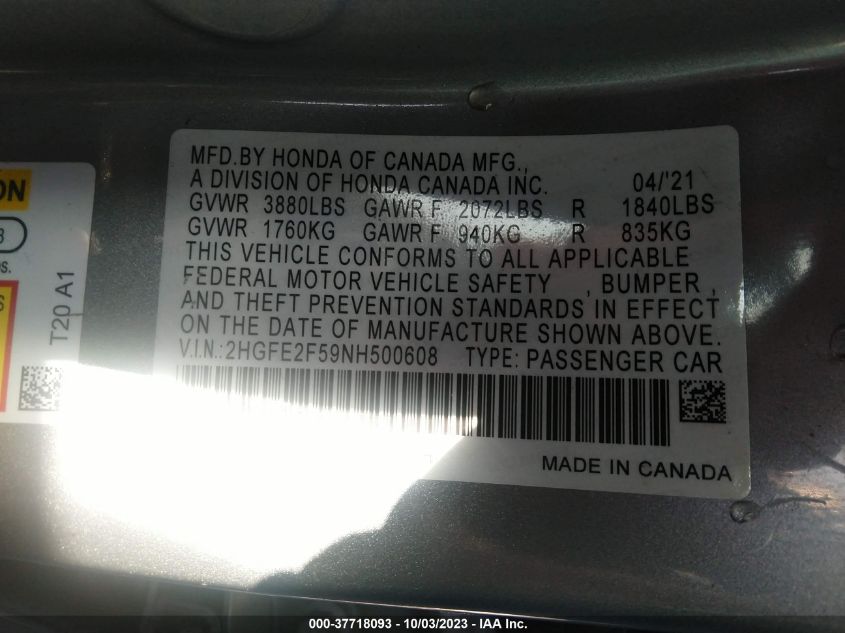 MFD.BY HONDA OF CANADA MFG.,
A DIVISION OF HONDA CANADA INC. 04/'21
GVWR 3880LBS GAWR F 2072LBS R 1840LBS
GVWR 1760KG GAWR F 940KG R 835KG
THIS VEHICLE CONFORMS TO ALL APPLICABLE
FEDERAL MOTOR VEHICLE SAFETY , BUMPER ,
AND THEFT PREVENTION STANDARDS IN EFFECT
ON THE DATE OF MANUFACTURE SHOWN ABOVE.
V.I.N.:2HGFE2F59NH500608 TYPE: PASSENGER CAR
MADE IN CANADA
T20 A1
000-37718093 - 10/03/2023 - IAA Inc.